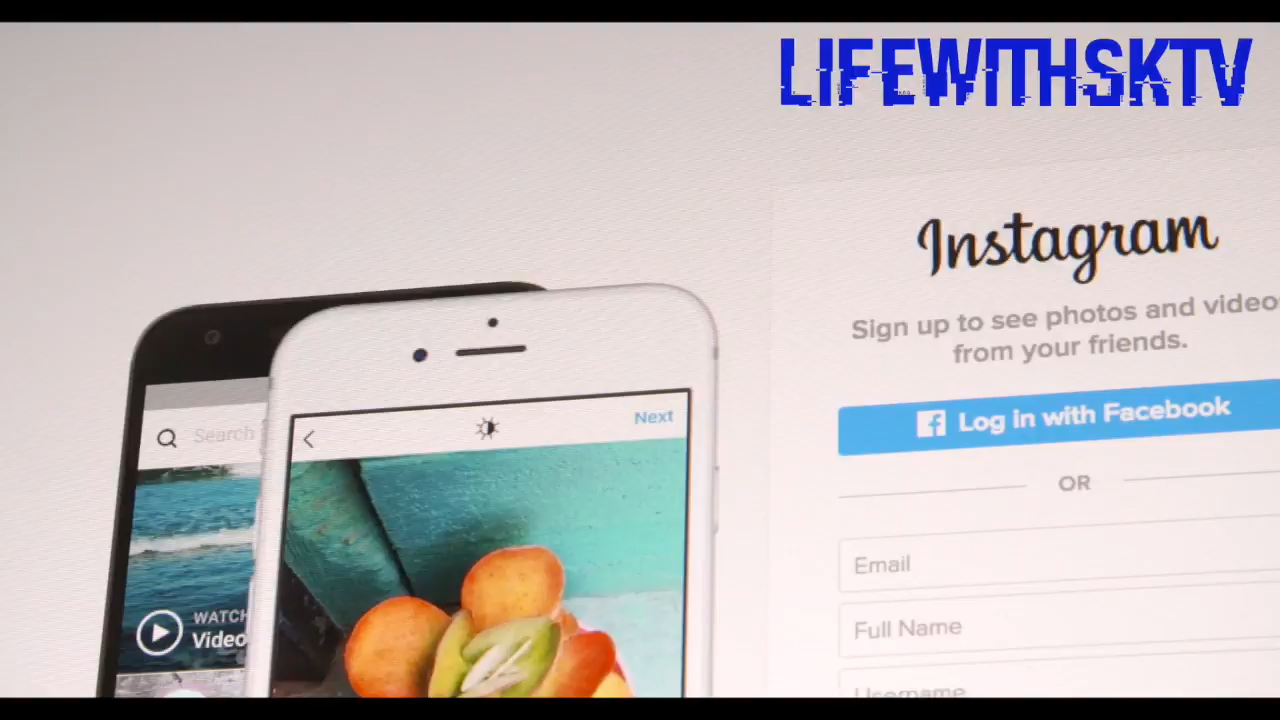 LIFEWITHSKTV
Instagram
Sign up to see photos and video
from your friends.
Log in with Facebook
OR
Email
Full Name
Username
Next
Search
WATCH
Video